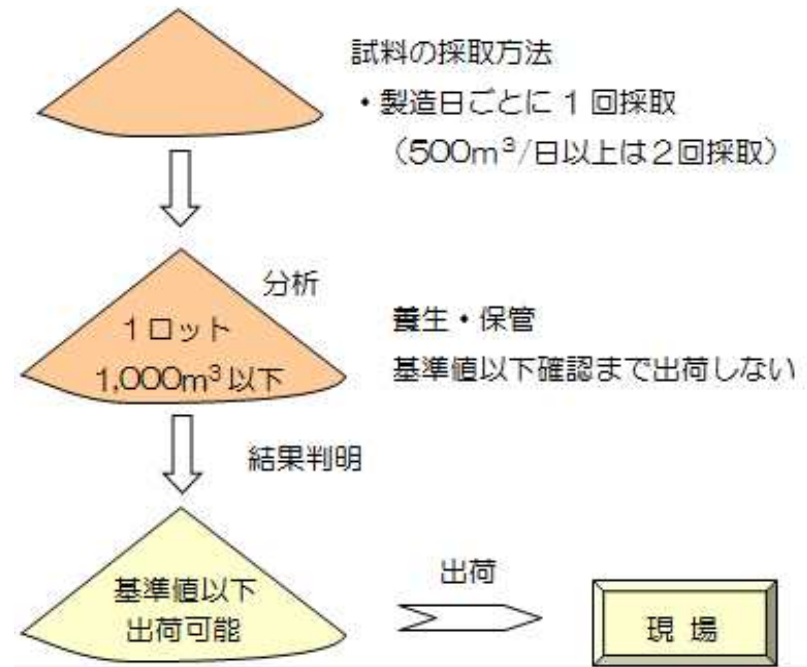 試料の採取方法
・製造日ごとに 1 回採取
（500m³/日以上は2回採取）
分析
1ロット
1,000m³以下
養生・保管
基準値以下確認まで出荷しない
結果判明
基準値以下
出荷可能
出荷
現 場